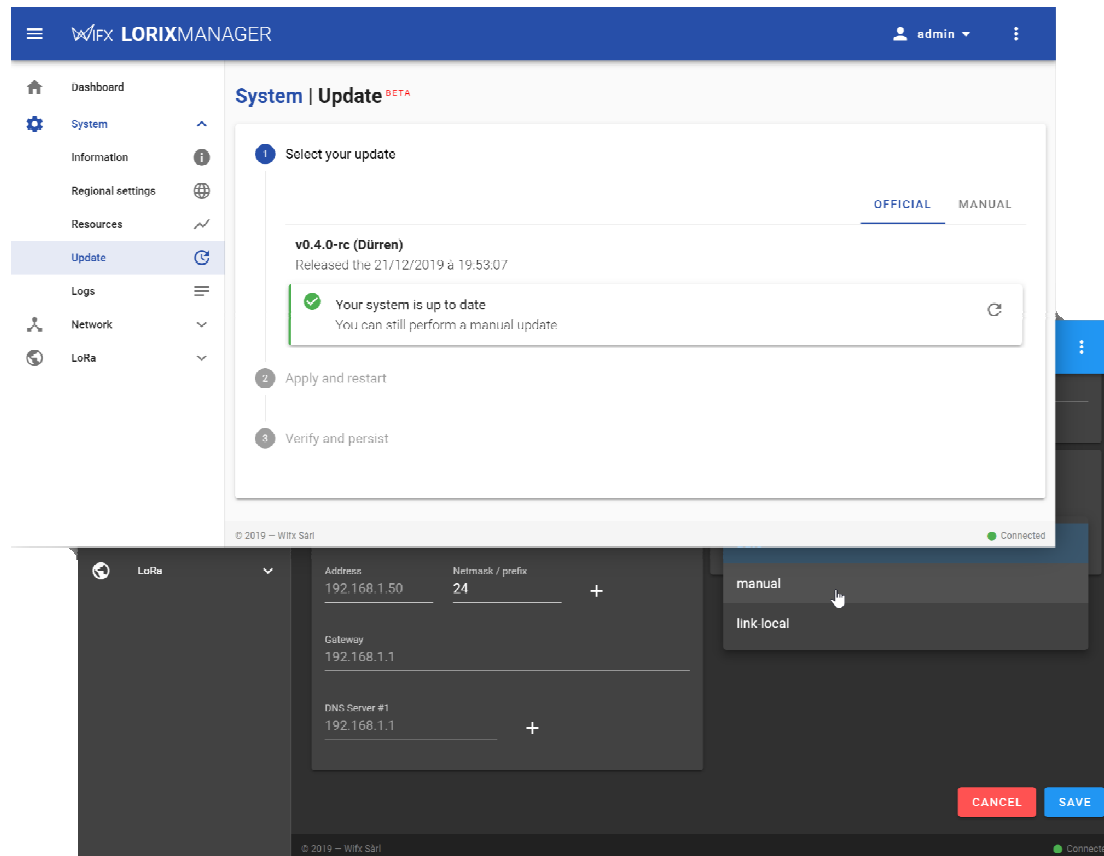 WIFX LORIXMANAGER
admin
Dashboard
System
Information
Regional settings
Resources
Update
Logs
Network
LoRa
System | Update BETA
1 Select your update
OFFICIAL MANUAL
v0.4.0-rc (Dürren)
Released the 21/12/2019 à 19:53:07
Your system is up to date
You can still perform a manual update
2 Apply and restart
3 Verify and persist
© 2019 — Wifx Sàrl
Connected
LoRa
Address Netmask / prefix
192.168.1.50 24
Gateway
192.168.1.1
DNS Server #1
192.168.1.1
manual
link-local
CANCEL SAVE
© 2019 — Wifx Sàrl
Connecte